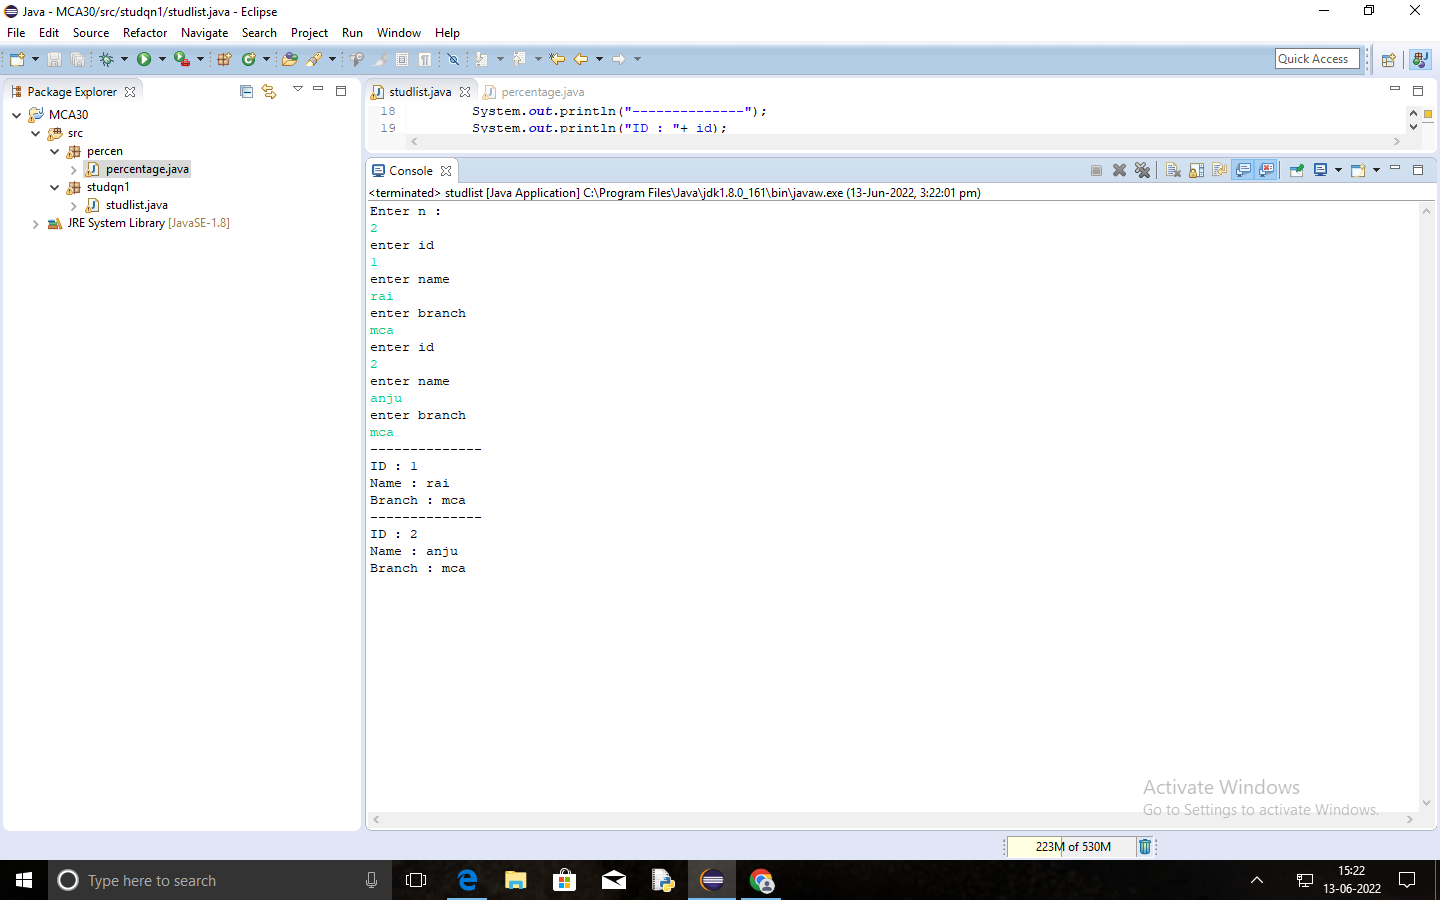 Java - MCA30/src/studqn1/studlist.java - Eclipse
File Edit Source Refactor Navigate Search Project Run Window Help
Quick Access
Package Explorer
MCA30
src
percen
percentage.java
studqn1
studlist.java
JRE System Library [JavaSE-1.8]
studlist.java percentage.java
18 System.out.println("--------------");
19 System.out.println("ID : "+ id);
Console
<terminated> studlist [Java Application] C:\Program Files\Java\jdk1.8.0_161\bin\javaw.exe (13-Jun-2022, 3:22:01 pm)
Enter n :
2
enter id
1
enter name
rai
enter branch
mca
enter id
2
enter name
anju
enter branch
mca
--------------
ID : 1
Name : rai
Branch : mca
--------------
ID : 2
Name : anju
Branch : mca
Activate Windows
Go to Settings to activate Windows.
223M of 530M
Type here to search
15:22
13-06-2022